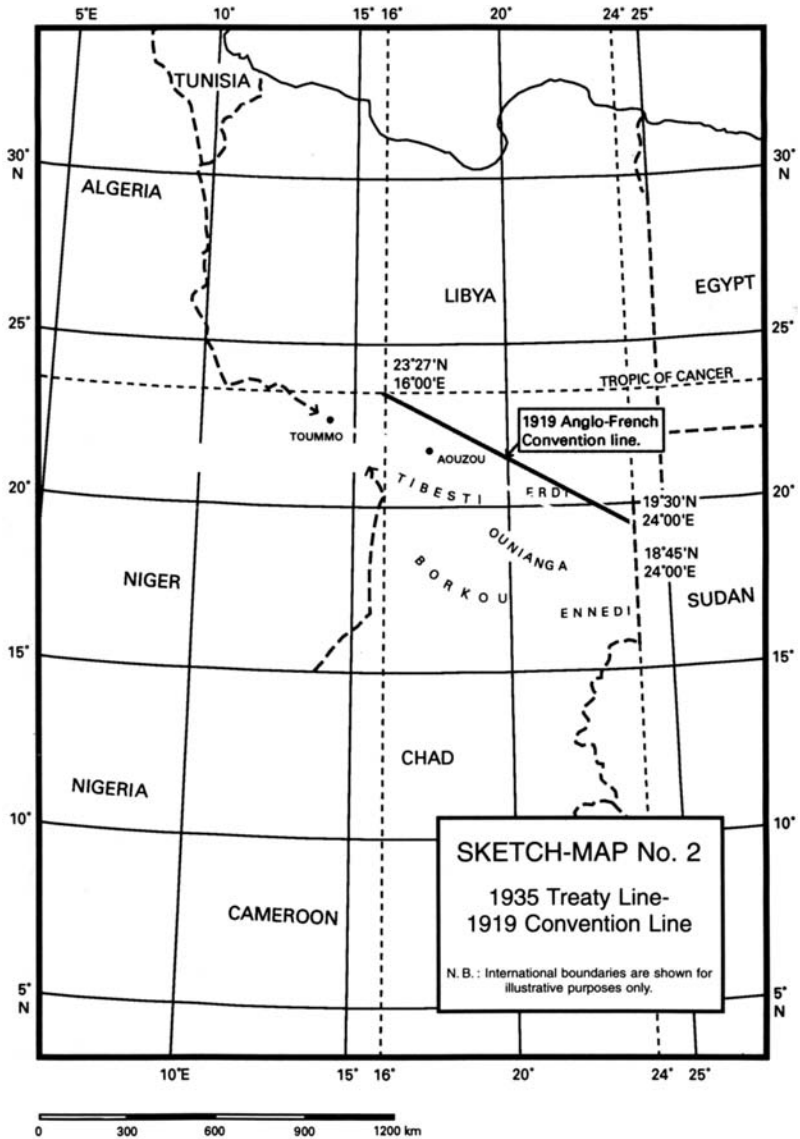 5°E 10° 15° 16° 20° 24° 25°
TUNISIA
30°
N
30°
N
ALGERIA
LIBYA
EGYPT
25°
25°
23°27'N
16°00'E
TROPIC OF CANCER
TOUMMO
1919 Anglo-French
Convention line.
AOUZOU
20°
TIBESTI
ERDI
20°
19°30'N
24°00'E
OUNIANGA
18°45'N
24°00'E
NIGER
BORKOU
ENNEDI
SUDAN
15°
15°
CHAD
NIGERIA
10°
10°
SKETCH-MAP No. 2
1935 Treaty Line-
1919 Convention Line
CAMEROON
N. B. : International boundaries are shown for
illustrative purposes only.
5°
N
5°
N
10°E 15° 16° 20° 24° 25°
0 300 600 900 1200 km